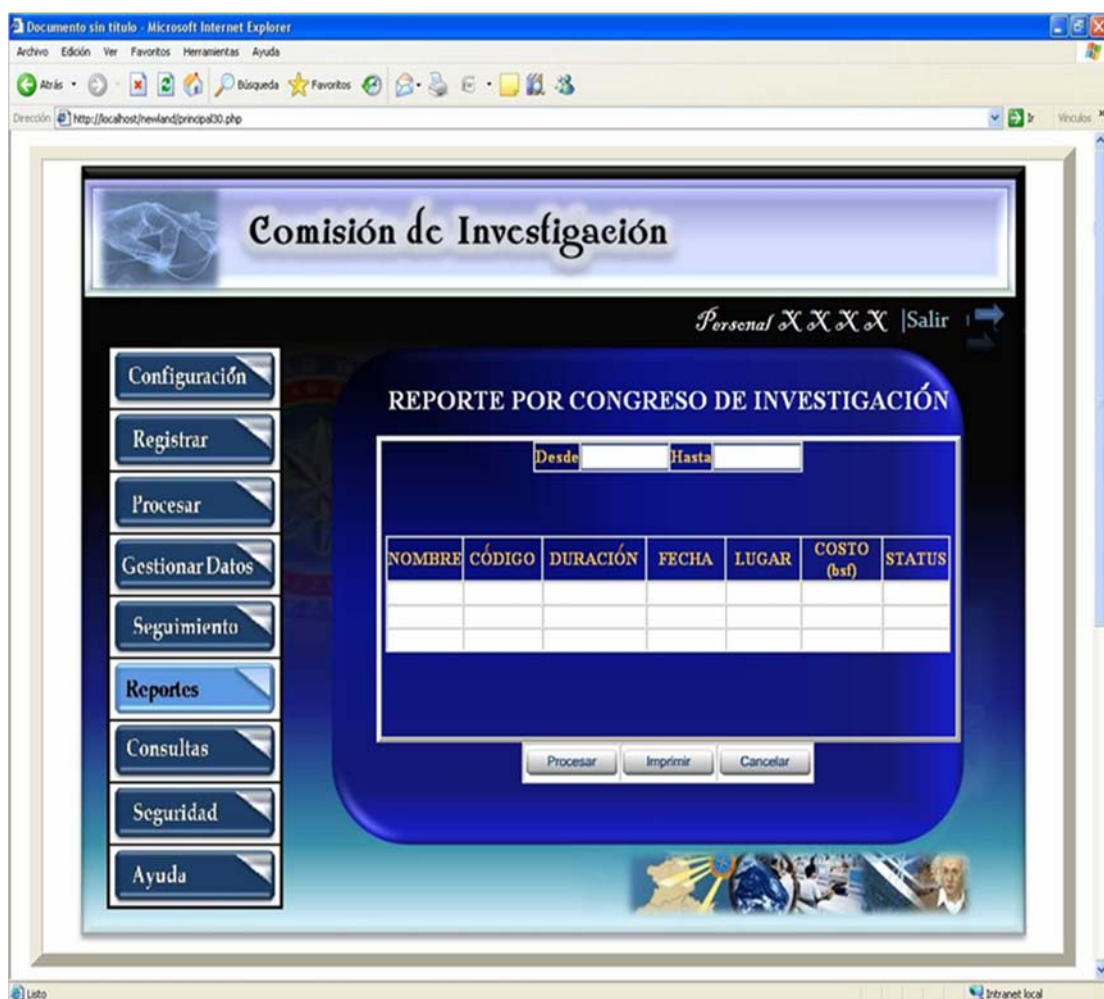 Documento sin título - Microsoft Internet Explorer
Archivo Edición Ver Favoritos Herramientas Ayuda
Atrás Búsqueda Favoritos
Dirección http://localhost/newland/principal30.php Ir Vínculos
Comisión de Investigación
Personal X X X X |Salir
Configuración
Registrar
Procesar
Gestionar Datos
Seguimiento
Reportes
Consultas
Seguridad
Ayuda
REPORTE POR CONGRESO DE INVESTIGACIÓN
Desde Hasta
NOMBRE CÓDIGO DURACIÓN FECHA LUGAR COSTO (bsf) STATUS
Procesar Imprimir Cancelar
Listo Intranet local